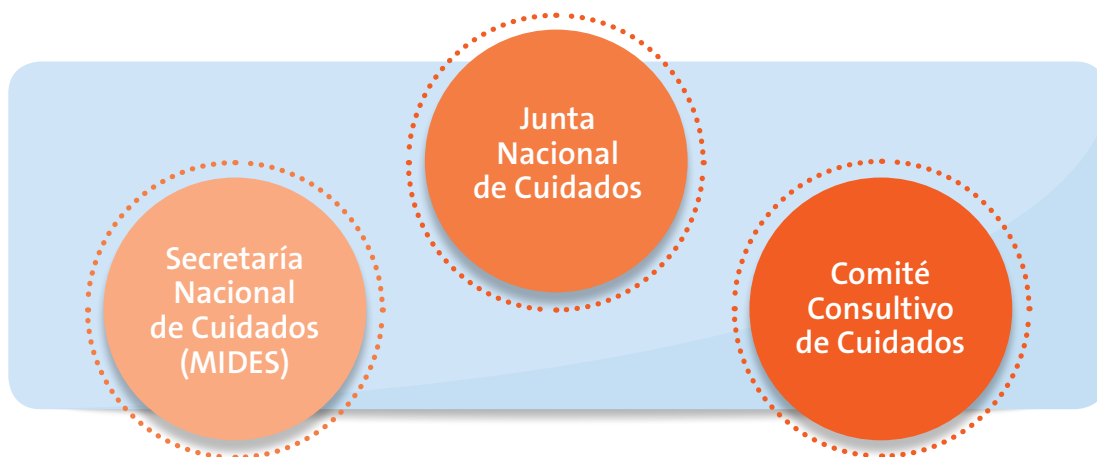 Junta
Nacional
de Cuidados
Secretaría
Nacional
de Cuidados
(MIDES)
Comité
Consultivo
de Cuidados